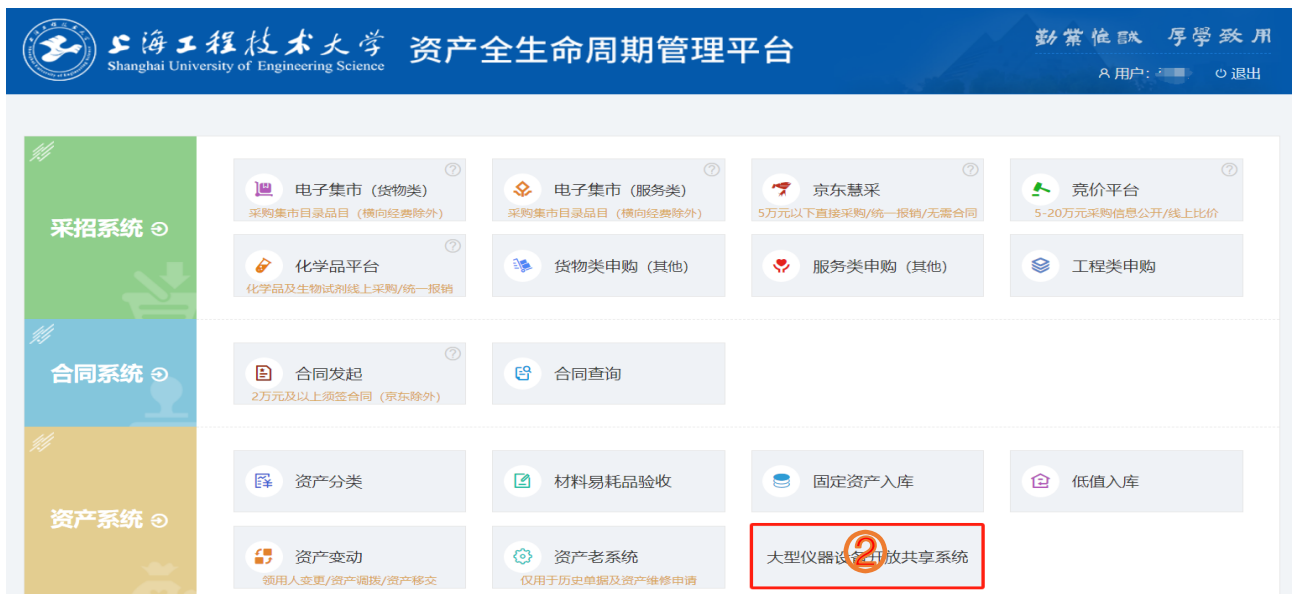 上海工程技术大学 资产全生命周期管理平台
Shanghai University of Engineering Science
勤業 誠 厚學致用
用户: 退出
采招系统
电子集市（货物类）
采购集市目录品目（横向经费除外）
电子集市（服务类）
采购集市目录品目（横向经费除外）
京东慧采
5万元以下直接采购/统一报销/无需合同
竞价平台
5-20万元采购信息公开/线上比价
化学品平台
化学品及生物试剂线上采购/统一报销
货物类申购（其他）
服务类申购（其他）
工程类申购
合同系统
合同发起
2万元及以上须签合同（京东除外）
合同查询
资产系统
资产分类
材料易耗品验收
固定资产入库
低值入库
资产变动
领用人变更/资产调拨/资产移交
资产老系统
仅用于历史单据及资产维修申请
大型仪器设备开放共享系统
②